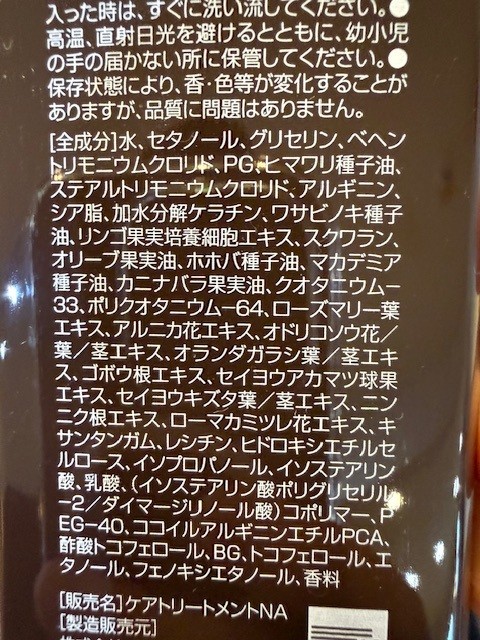 入った時は、すぐに洗い流してください。●
高温、直射日光を避けるとともに、幼小児
の手の届かない所に保管してください。●
保存状態により、香・色等が変化することが
ありますが、品質に問題はありません。
[全成分]水、セタノール、グリセリン、ベヘン
トリモニウムクロリド、PG、ヒマワリ種子油、
ステアルトリモニウムクロリド、アルギニン、
シア脂、加水分解ケラチン、ワサビノキ種子
油、リンゴ果実培養細胞エキス、スクワラン、
オリーブ果実油、ホホバ種子油、マカデミア
種子油、カニナバラ果実油、クオタニウム−
33、ポリクオタニウム−64、ローズマリー葉
エキス、アルニカ花エキス、オドリコソウ花／
葉／茎エキス、オランダガラシ葉／茎エキ
ス、ゴボウ根エキス、セイヨウアカマツ球果
エキス、セイヨウキズタ葉／茎エキス、ニン
ニク根エキス、ローマカミツレ花エキス、キ
サンタンガム、レシチン、ヒドロキシエチルセ
ルロース、イソプロパノール、イソステアリン
酸、乳酸、(イソステアリン酸ポリグリセリル
−2／ダイマージリノール酸)コポリマー、P
EG-40、ココイルアルギニンエチルPCA、
酢酸トコフェロール、BG、トコフェロール、エ
タノール、フェノキシエタノール、香料
[販売名]ケアトリートメントNA
[製造販売元]